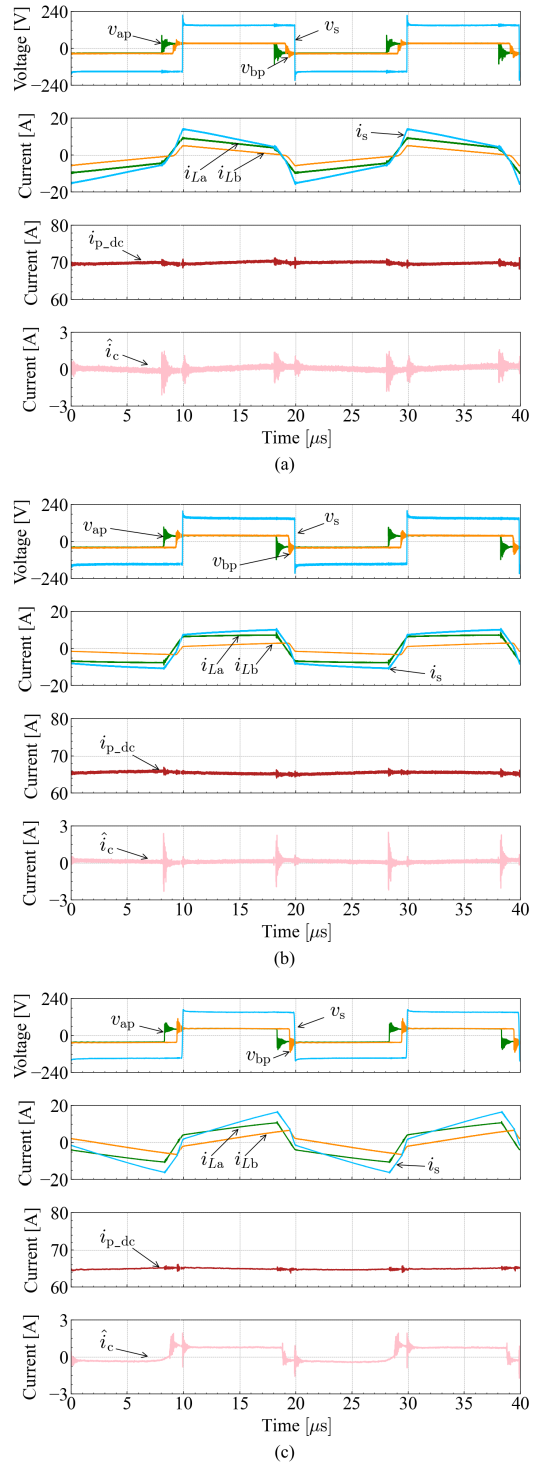 Voltage [V]
240
0
−240
v_ap
v_bp
v_s
Current [A]
20
0
−20
i_La
i_Lb
i_s
Current [A]
80
70
60
i_p_dc
Current [A]
3
0
−3
î_c
0 5 10 15 20 25 30 35 40
Time [μs]
(a)
Voltage [V]
240
0
−240
v_ap
v_bp
v_s
Current [A]
20
0
−20
i_La
i_Lb
i_s
Current [A]
80
70
60
i_p_dc
Current [A]
3
0
−3
î_c
0 5 10 15 20 25 30 35 40
Time [μs]
(b)
Voltage [V]
240
0
−240
v_ap
v_bp
v_s
Current [A]
20
0
−20
i_La
i_Lb
i_s
Current [A]
80
70
60
i_p_dc
Current [A]
3
0
−3
î_c
0 5 10 15 20 25 30 35 40
Time [μs]
(c)